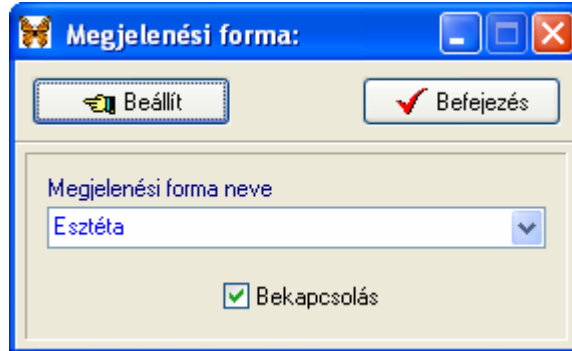 Megjelenési forma:
Beállít
Befejezés
Megjelenési forma neve
Esztéta
Bekapcsolás